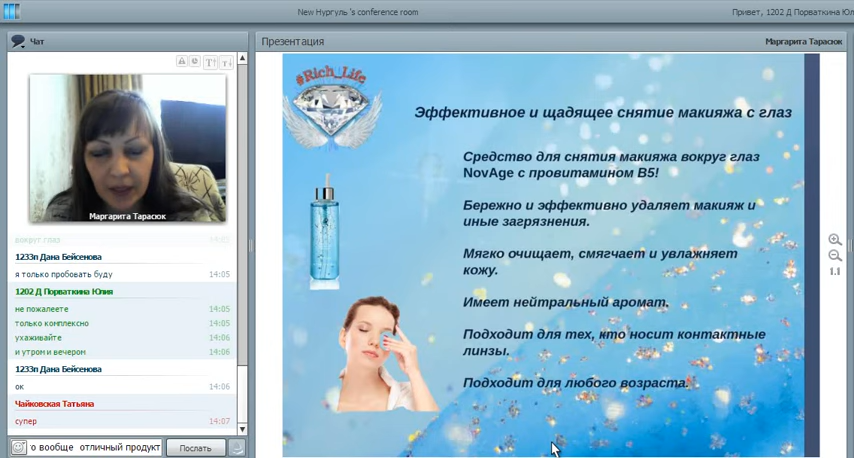 New Нургуль 's conference room
Привет, 1202 Д Порваткина Юл
Чат
Маргарита Тарасюк
вокруг глаз
1233п Дана Бейсенова
я только пробовать буду 14:05
1202 Д Порваткина Юлия
не пожалеете 14:05
только комплексно 14:05
ухаживайте 14:06
и утром и вечером 14:06
1233п Дана Бейсенова
ок 14:06
Чайковская Татьяна
супер 14:07
о вообще отличный продукт
Послать
Презентация
Маргарита Тарасюк
#Rich_Life
Эффективное и щадящее снятие макияжа с глаз
Средство для снятия макияжа вокруг глаз
NovAge с провитамином В5!
Бережно и эффективно удаляет макияж и
иные загрязнения.
Мягко очищает, смягчает и увлажняет
кожу.
Имеет нейтральный аромат.
Подходит для тех, кто носит контактные
линзы.
Подходит для любого возраста.
1.1